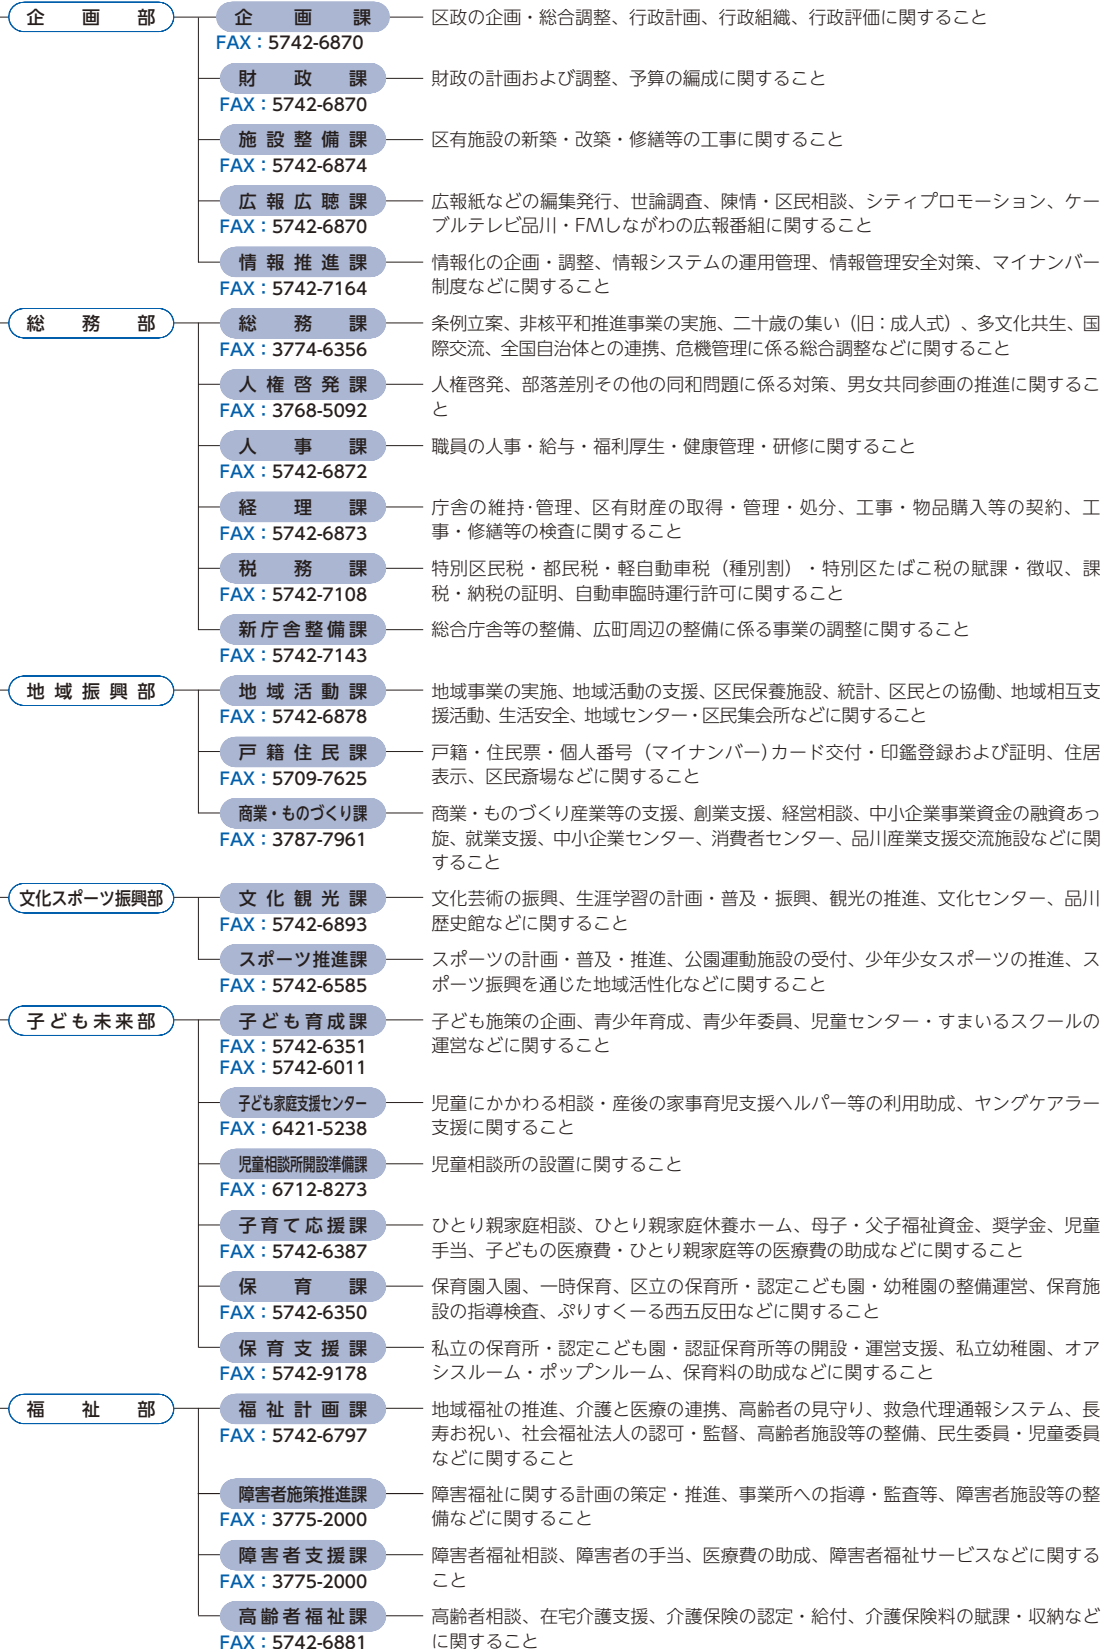 企画部
企画課
区政の企画・総合調整、行政計画、行政組織、行政評価に関すること
FAX：5742-6870
財政課
財政の計画および調整、予算の編成に関すること
FAX：5742-6870
施設整備課
区有施設の新築・改築・修繕等の工事に関すること
FAX：5742-6874
広報広聴課
広報紙などの編集発行、世論調査、陳情・区民相談、シティプロモーション、ケー
ブルテレビ品川・FMしながわの広報番組に関すること
FAX：5742-6870
情報推進課
情報化の企画・調整、情報システムの運用管理、情報管理安全対策、マイナンバー
制度などに関すること
FAX：5742-7164
総務部
総務課
条例立案、非核平和推進事業の実施、二十歳の集い（旧：成人式）、多文化共生、国
際交流、全国自治体との連携、危機管理に係る総合調整などに関すること
FAX：3774-6356
人権啓発課
人権啓発、部落差別その他の同和問題に係る対策、男女共同参画の推進に関するこ
と
FAX：3768-5092
人事課
職員の人事・給与・福利厚生・健康管理・研修に関すること
FAX：5742-6872
経理課
庁舎の維持・管理、区有財産の取得・管理・処分、工事・物品購入等の契約、工
事・修繕等の検査に関すること
FAX：5742-6873
税務課
特別区民税・都民税・軽自動車税（種別割）・特別区たばこ税の賦課・徴収、課
税・納税の証明、自動車臨時運行許可に関すること
FAX：5742-7108
新庁舎整備課
総合庁舎等の整備、広町周辺の整備に係る事業の調整に関すること
FAX：5742-7143
地域振興部
地域活動課
地域事業の実施、地域活動の支援、区民保養施設、統計、区民との協働、地域相互支
援活動、生活安全、地域センター・区民集会所などに関すること
FAX：5742-6878
戸籍住民課
戸籍・住民票・個人番号（マイナンバー）カード交付・印鑑登録および証明、住居
表示、区民斎場などに関すること
FAX：5709-7625
商業・ものづくり課
商業・ものづくり産業等の支援、創業支援、経営相談、中小企業事業資金の融資あっ
旋、就業支援、中小企業センター、消費者センター、品川産業支援交流施設などに関
すること
FAX：3787-7961
文化スポーツ振興部
文化観光課
文化芸術の振興、生涯学習の計画・普及・振興、観光の推進、文化センター、品川
歴史館などに関すること
FAX：5742-6893
スポーツ推進課
スポーツの計画・普及・推進、公園運動施設の受付、少年少女スポーツの推進、ス
ポーツ振興を通じた地域活性化などに関すること
FAX：5742-6585
子ども未来部
子ども育成課
子ども施策の企画、青少年育成、青少年委員、児童センター・すまいるスクールの
運営などに関すること
FAX：5742-6351
FAX：5742-6011
子ども家庭支援センター
児童にかかわる相談・産後の家事育児支援ヘルパー等の利用助成、ヤングケアラー
支援に関すること
FAX：6421-5238
児童相談所開設準備課
児童相談所の設置に関すること
FAX：6712-8273
子育て応援課
ひとり親家庭相談、ひとり親家庭休養ホーム、母子・父子福祉資金、奨学金、児童
手当、子どもの医療費・ひとり親家庭等の医療費の助成などに関すること
FAX：5742-6387
保育課
保育園入園、一時保育、区立の保育所・認定こども園・幼稚園の整備運営、保育施
設の指導検査、ぷりすくーる西五反田などに関すること
FAX：5742-6350
保育支援課
私立の保育所・認定こども園・認証保育所等の開設・運営支援、私立幼稚園、オア
シスルーム・ポップンルーム、保育料の助成などに関すること
FAX：5742-9178
福祉部
福祉計画課
地域福祉の推進、介護と医療の連携、高齢者の見守り、救急代理通報システム、長
寿お祝い、社会福祉法人の認可・監督、高齢者施設等の整備、民生委員・児童委員
などに関すること
FAX：5742-6797
障害者施策推進課
障害福祉に関する計画の策定・推進、事業所への指導・監査等、障害者施設等の整
備などに関すること
FAX：3775-2000
障害者支援課
障害者福祉相談、障害者の手当、医療費の助成、障害者福祉サービスなどに関する
こと
FAX：3775-2000
高齢者福祉課
高齢者相談、在宅介護支援、介護保険の認定・給付、介護保険料の賦課・収納など
に関すること
FAX：5742-6881